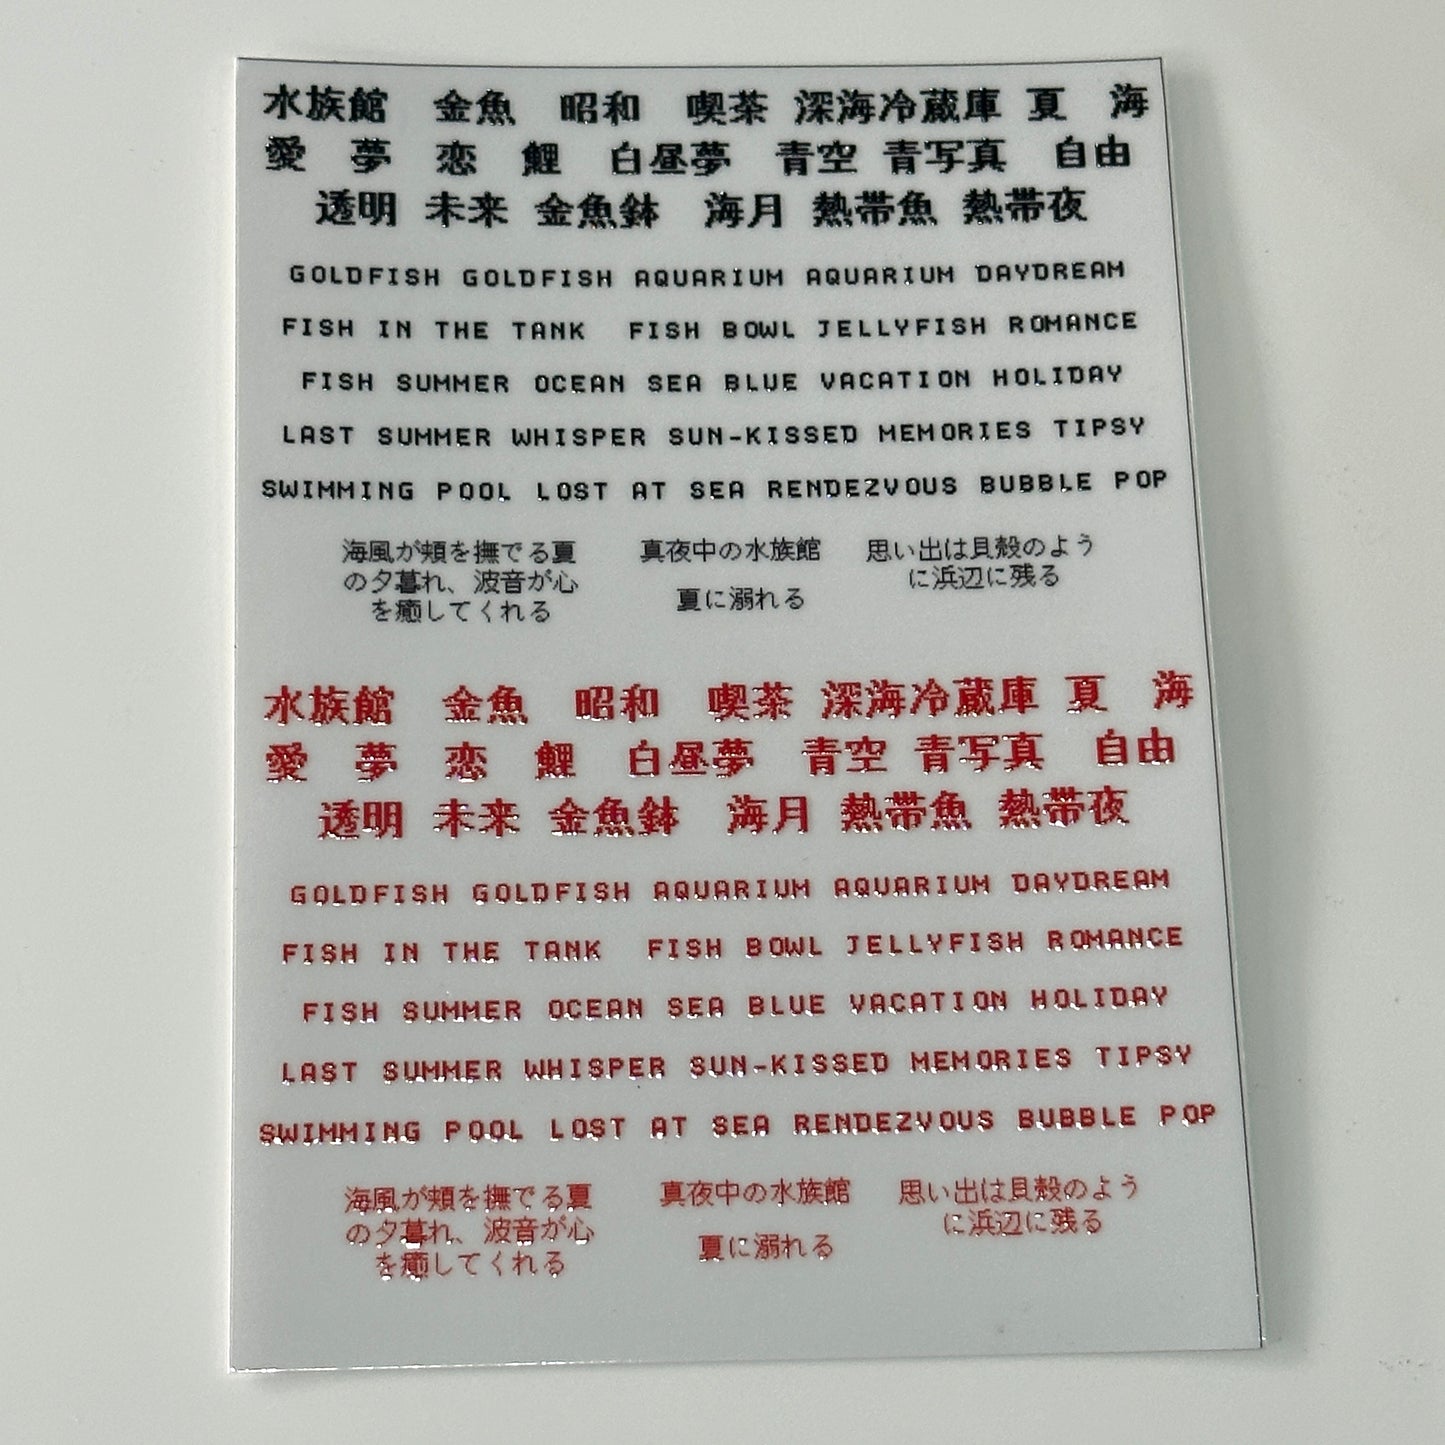 水族館 金魚 昭和 喫茶 深海冷蔵庫 夏 海
愛 夢 恋 鯉 白昼夢 青空 青写真 自由
透明 未来 金魚鉢 海月 熱帯魚 熱帯夜
GOLDFISH GOLDFISH AQUARIUM AQUARIUM DAYDREAM
FISH IN THE TANK FISH BOWL JELLYFISH ROMANCE
FISH SUMMER OCEAN SEA BLUE VACATION HOLIDAY
LAST SUMMER WHISPER SUN-KISSED MEMORIES TIPSY
SWIMMING POOL LOST AT SEA RENDEZVOUS BUBBLE POP
海風が頬を撫でる夏
の夕暮れ、波音が心
を癒してくれる
真夜中の水族館
夏に溺れる
思い出は貝殻のよう
に浜辺に残る
水族館 金魚 昭和 喫茶 深海冷蔵庫 夏 海
愛 夢 恋 鯉 白昼夢 青空 青写真 自由
透明 未来 金魚鉢 海月 熱帯魚 熱帯夜
GOLDFISH GOLDFISH AQUARIUM AQUARIUM DAYDREAM
FISH IN THE TANK FISH BOWL JELLYFISH ROMANCE
FISH SUMMER OCEAN SEA BLUE VACATION HOLIDAY
LAST SUMMER WHISPER SUN-KISSED MEMORIES TIPSY
SWIMMING POOL LOST AT SEA RENDEZVOUS BUBBLE POP
海風が頬を撫でる夏
の夕暮れ、波音が心
を癒してくれる
真夜中の水族館
夏に溺れる
思い出は貝殻のよう
に浜辺に残る